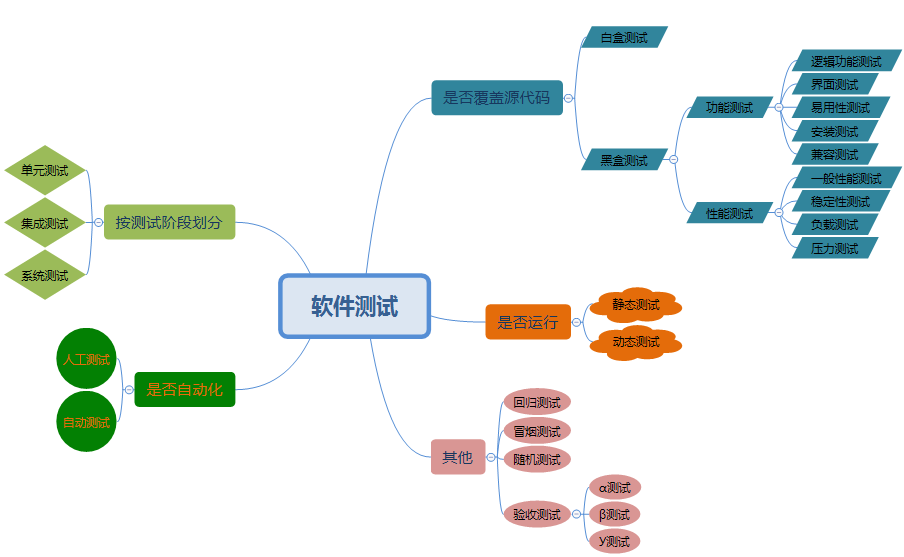 软件测试
是否覆盖源代码
白盒测试
黑盒测试
功能测试
逻辑功能测试
界面测试
易用性测试
安装测试
兼容测试
性能测试
一般性能测试
稳定性测试
负载测试
压力测试
是否运行
静态测试
动态测试
其他
回归测试
冒烟测试
随机测试
验收测试
α测试
β测试
У测试
按测试阶段划分
单元测试
集成测试
系统测试
是否自动化
人工测试
自动测试